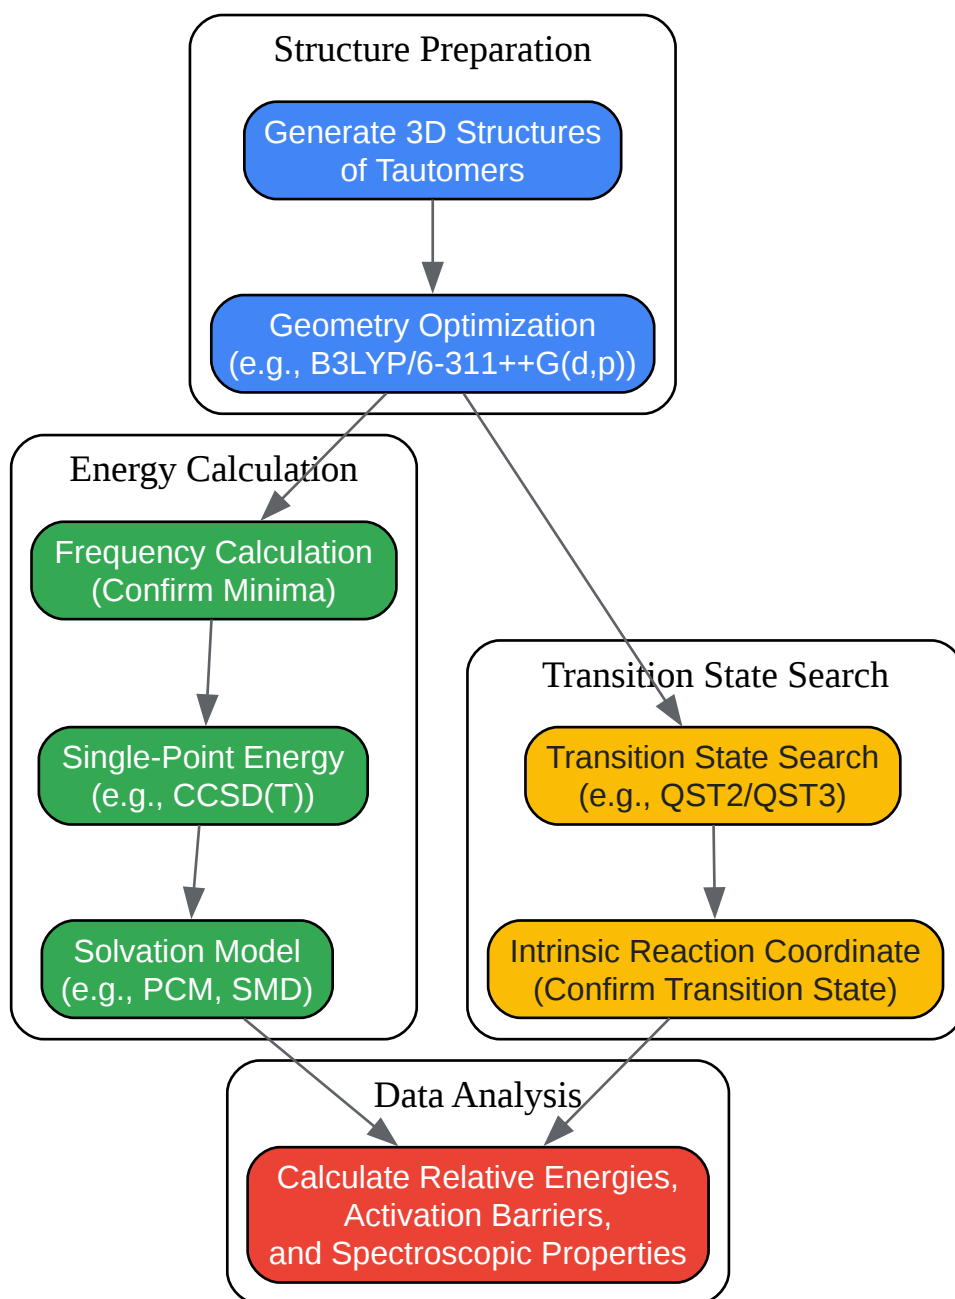 Structure Preparation
Generate 3D Structures
of Tautomers
Geometry Optimization
(e.g., B3LYP/6-311++G(d,p))
Energy Calculation
Frequency Calculation
(Confirm Minima)
Single-Point Energy
(e.g., CCSD(T))
Solvation Model
(e.g., PCM, SMD)
Transition State Search
Transition State Search
(e.g., QST2/QST3)
Intrinsic Reaction Coordinate
(Confirm Transition State)
Data Analysis
Calculate Relative Energies,
Activation Barriers,
and Spectroscopic Properties